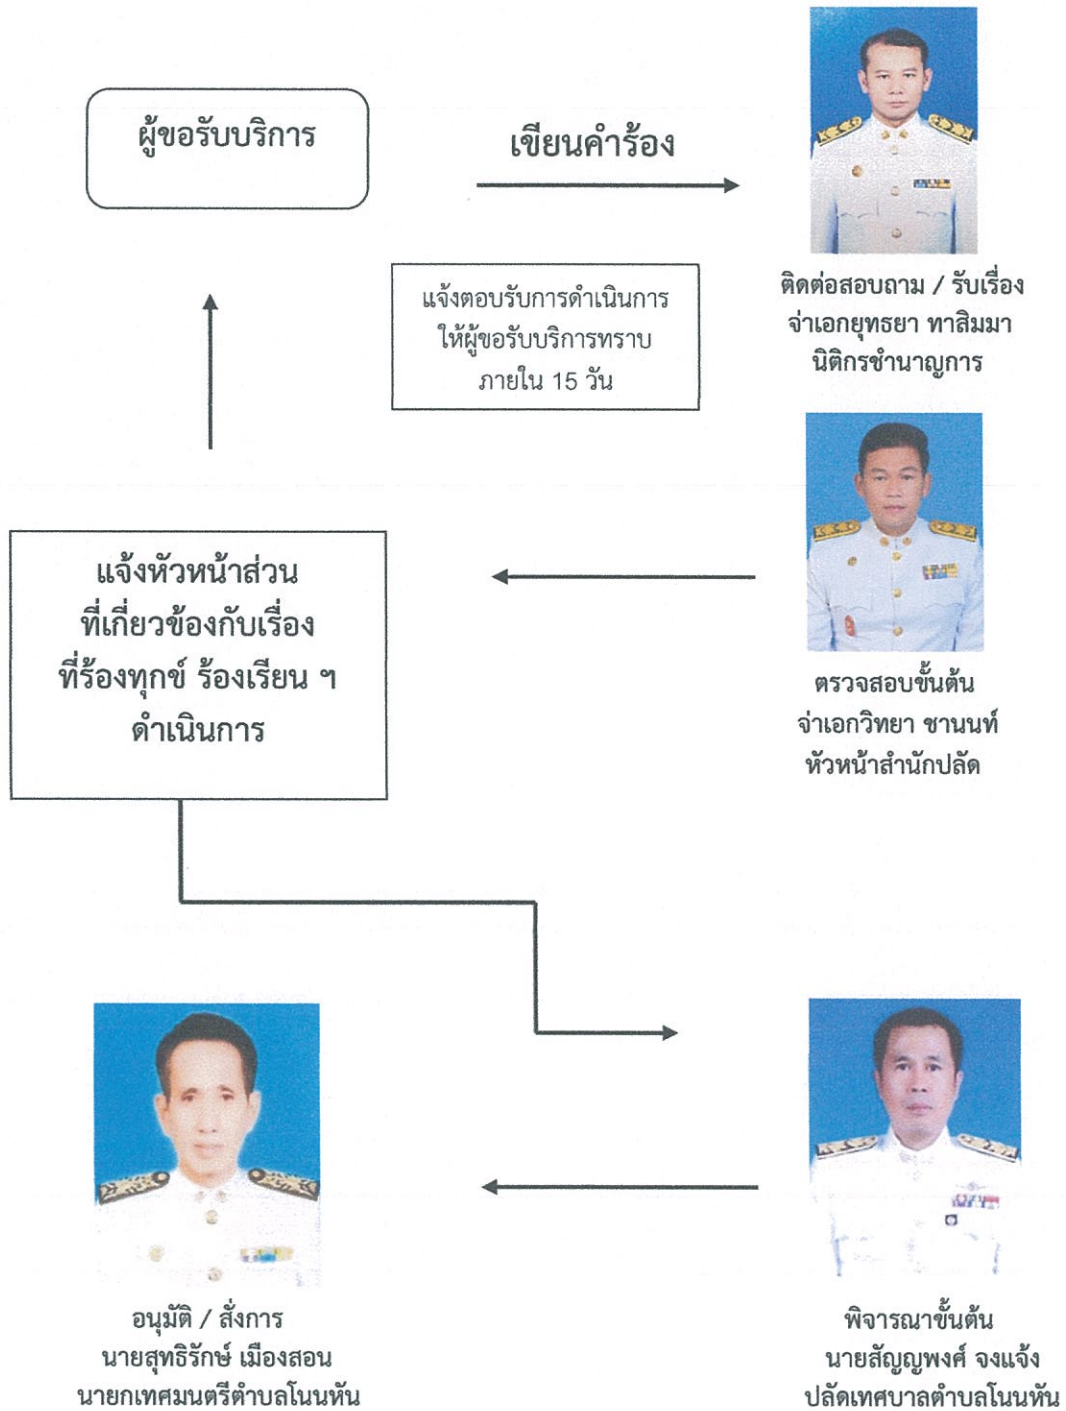 ผู้ขอรับบริการ
เขียนคำร้อง
ติดต่อสอบถาม / รับเรื่อง
จ่าเอกยุทธยา ทาสิมมา
นิติกรชำนาญการ
แจ้งตอบรับการดำเนินการ
ให้ผู้ขอรับบริการทราบ
ภายใน 15 วัน
แจ้งหัวหน้าส่วน
ที่เกี่ยวข้องกับเรื่อง
ที่ร้องทุกข์ ร้องเรียน ฯ
ดำเนินการ
ตรวจสอบขั้นต้น
จ่าเอกวิทยา ชานนท์
หัวหน้าสำนักปลัด
อนุมัติ / สั่งการ
นายสุทธิรักษ์ เมืองสอน
นายกเทศมนตรีตำบลโนนหัน
พิจารณาขั้นต้น
นายสัญญพงศ์ จงแจ้ง
ปลัดเทศบาลตำบลโนนหัน